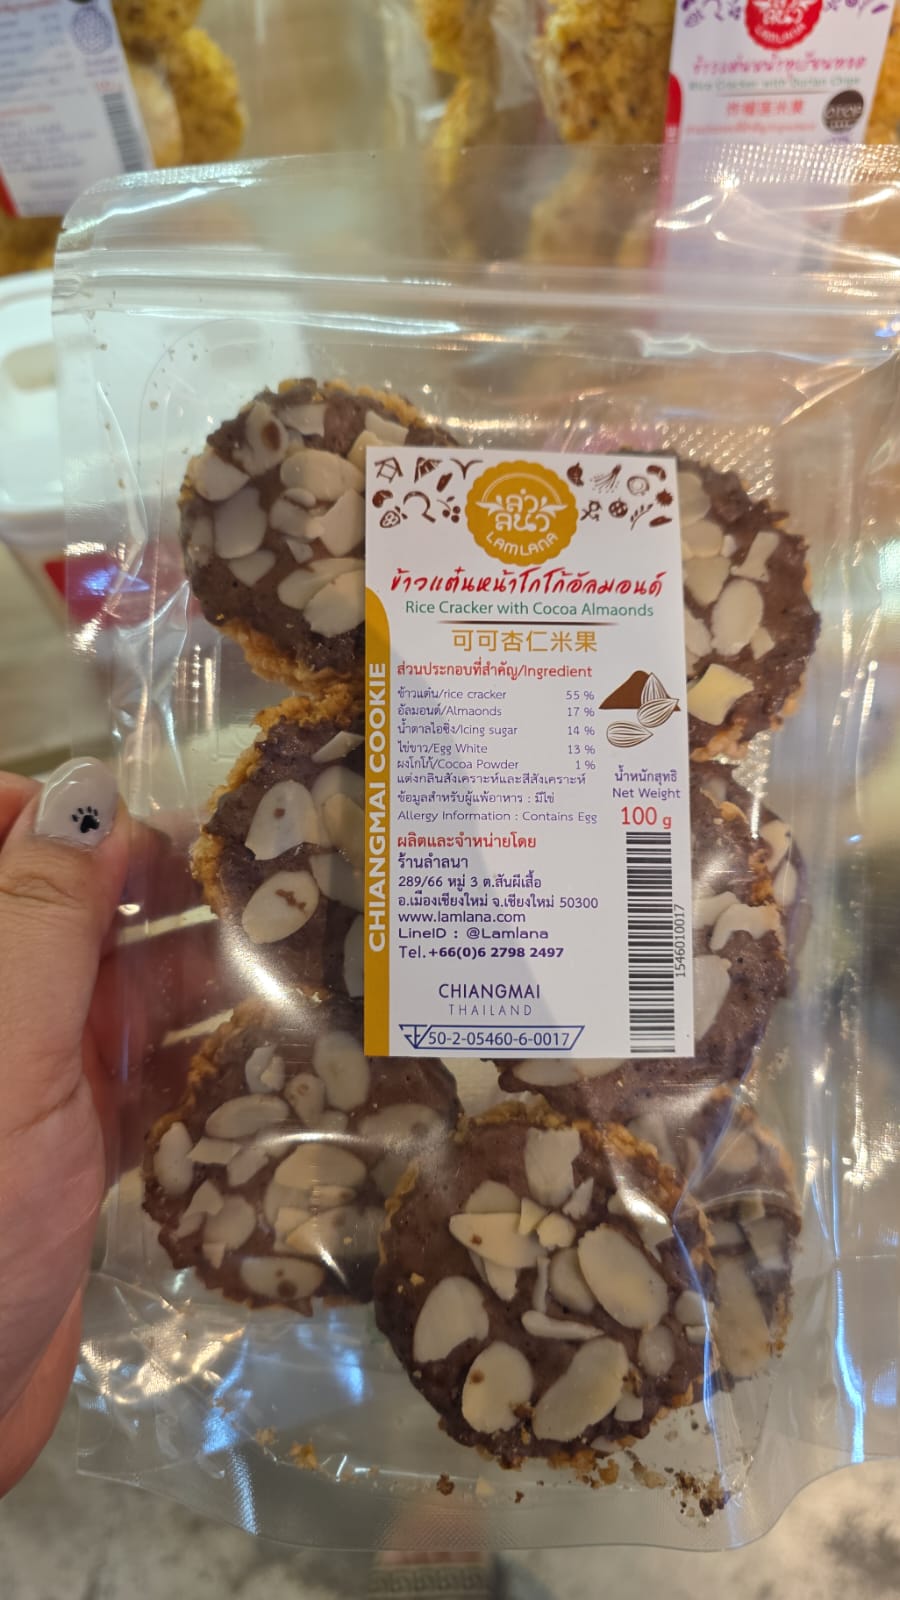 ลำ
ลนา
LAMLANA
ข้าวแต๋นหน้าโกโก้อัลมอนด์
Rice Cracker with Cocoa Almaonds
可可杏仁米果
ส่วนประกอบที่สำคัญ/Ingredient
ข้าวแต๋น/rice cracker 55 %
อัลมอนด์/Almaonds 17 %
น้ำตาลไอซิ่ง/Icing sugar 14 %
ไข่ขาว/Egg White 13 %
ผงโกโก้/Cocoa Powder 1 %
แต่งกลิ่นสังเคราะห์และสีสังเคราะห์
ข้อมูลสำหรับผู้แพ้อาหาร : มีไข่
Allergy Information : Contains Egg
น้ำหนักสุทธิ
Net Weight
100 g
ผลิตและจำหน่ายโดย
ร้านลำลนา
289/66 หมู่ 3 ต.สันผีเสื้อ
อ.เมืองเชียงใหม่ จ.เชียงใหม่ 50300
www.lamlana.com
LineID : @Lamlana
Tel.+66(0)6 2798 2497
CHIANGMAI
THAILAND
50-2-05460-6-0017
CHIANGMAI COOKIE
1546010017
LAMLANA
Rice Cracker with Durian Chips